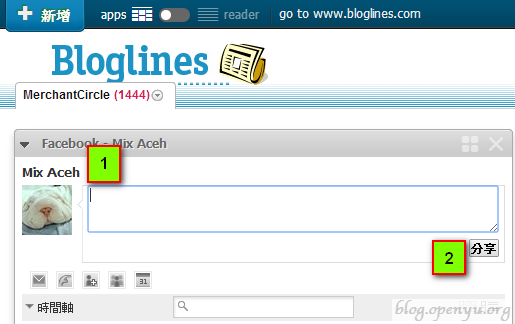 新增 apps reader go to www.bloglines.com
Bloglines
MerchantCircle (1444)
Facebook - Mix Aceh
Mix Aceh
1
2
分享
31
時間軸
blog.openyu.org